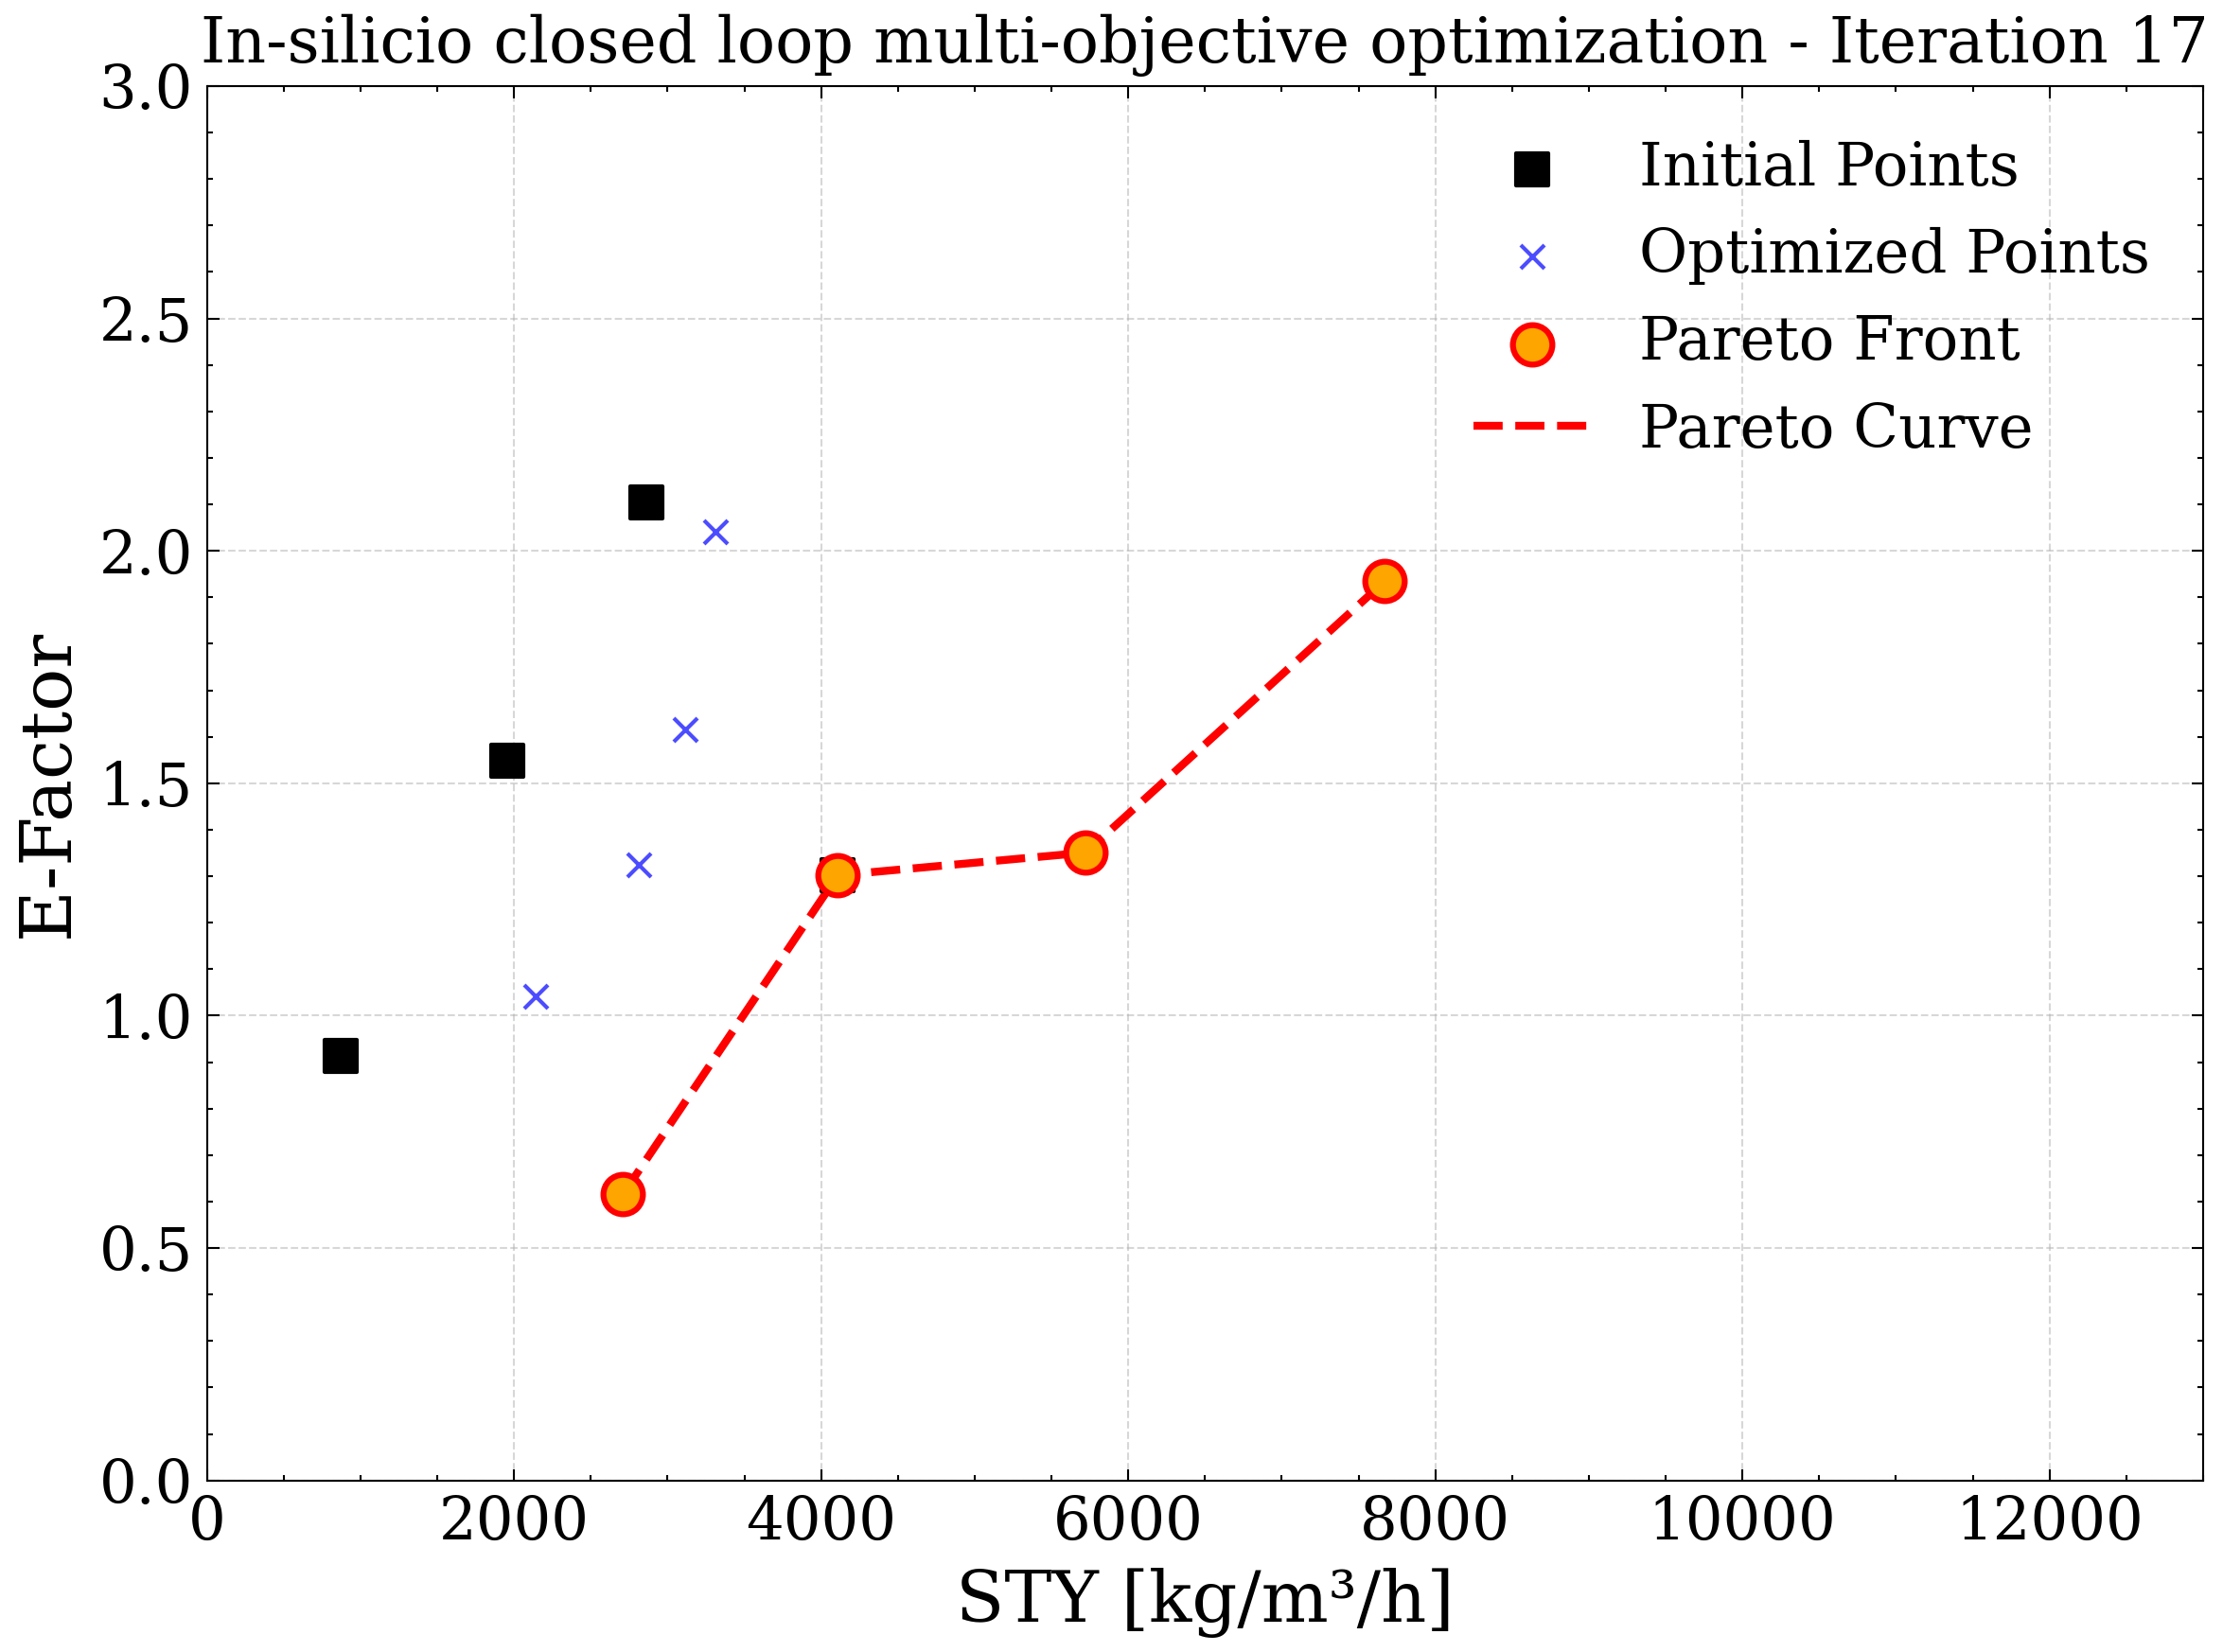 In-silicio closed loop multi-objective optimization - Iteration 17
3.0
2.5
2.0
1.5
1.0
0.5
0.0
E-Factor
Initial Points
Optimized Points
Pareto Front
Pareto Curve
0 2000 4000 6000 8000 10000 12000
STY [kg/m³/h]